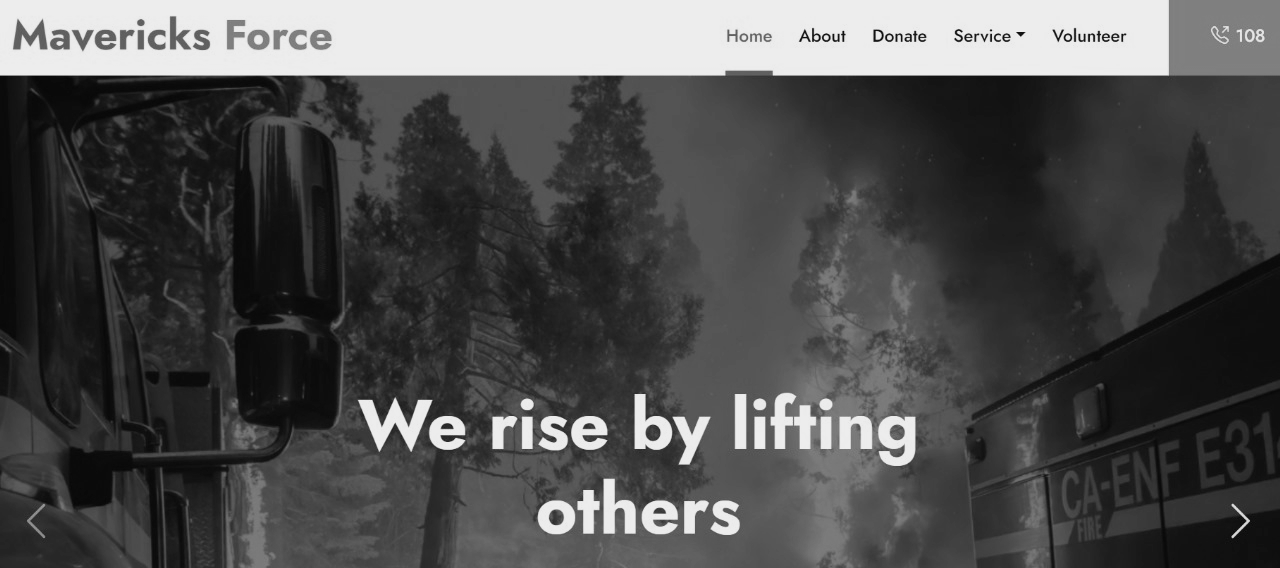 Mavericks Force
Home About Donate Service Volunteer
108
We rise by lifting
others
CA-ENF E31
FIRE